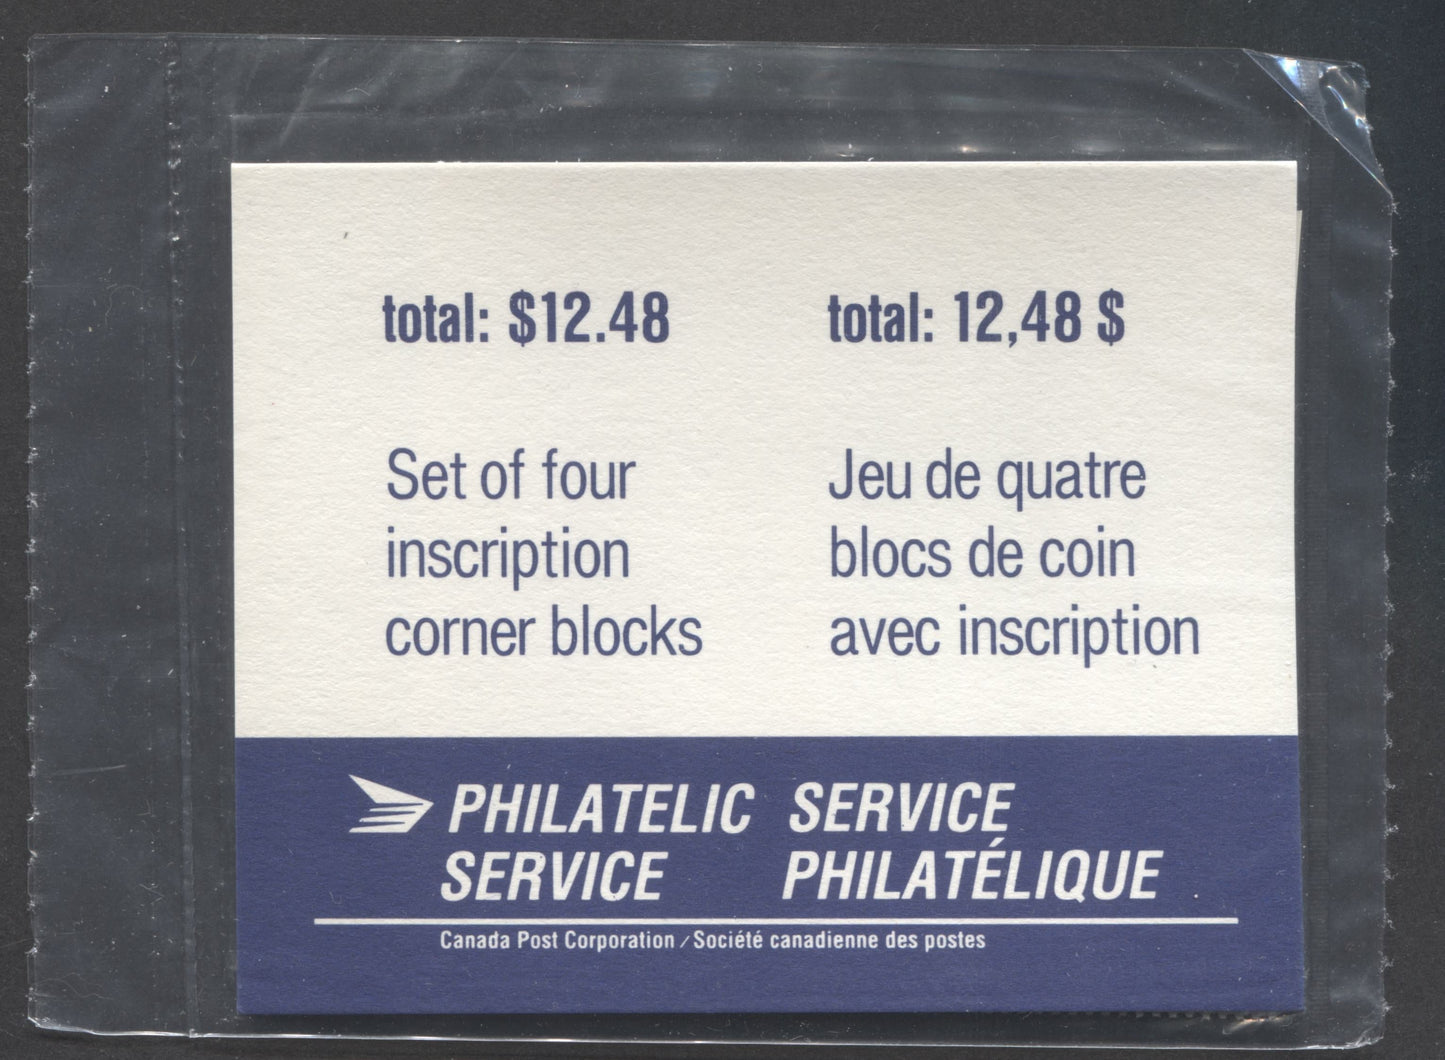 total: $12.48
total: 12,48 $
Set of four
inscription
corner blocks
Jeu de quatre
blocs de coin
avec inscription
PHILATELIC
SERVICE
SERVICE
PHILATÉLIQUE
Canada Post Corporation / Société canadienne des postes